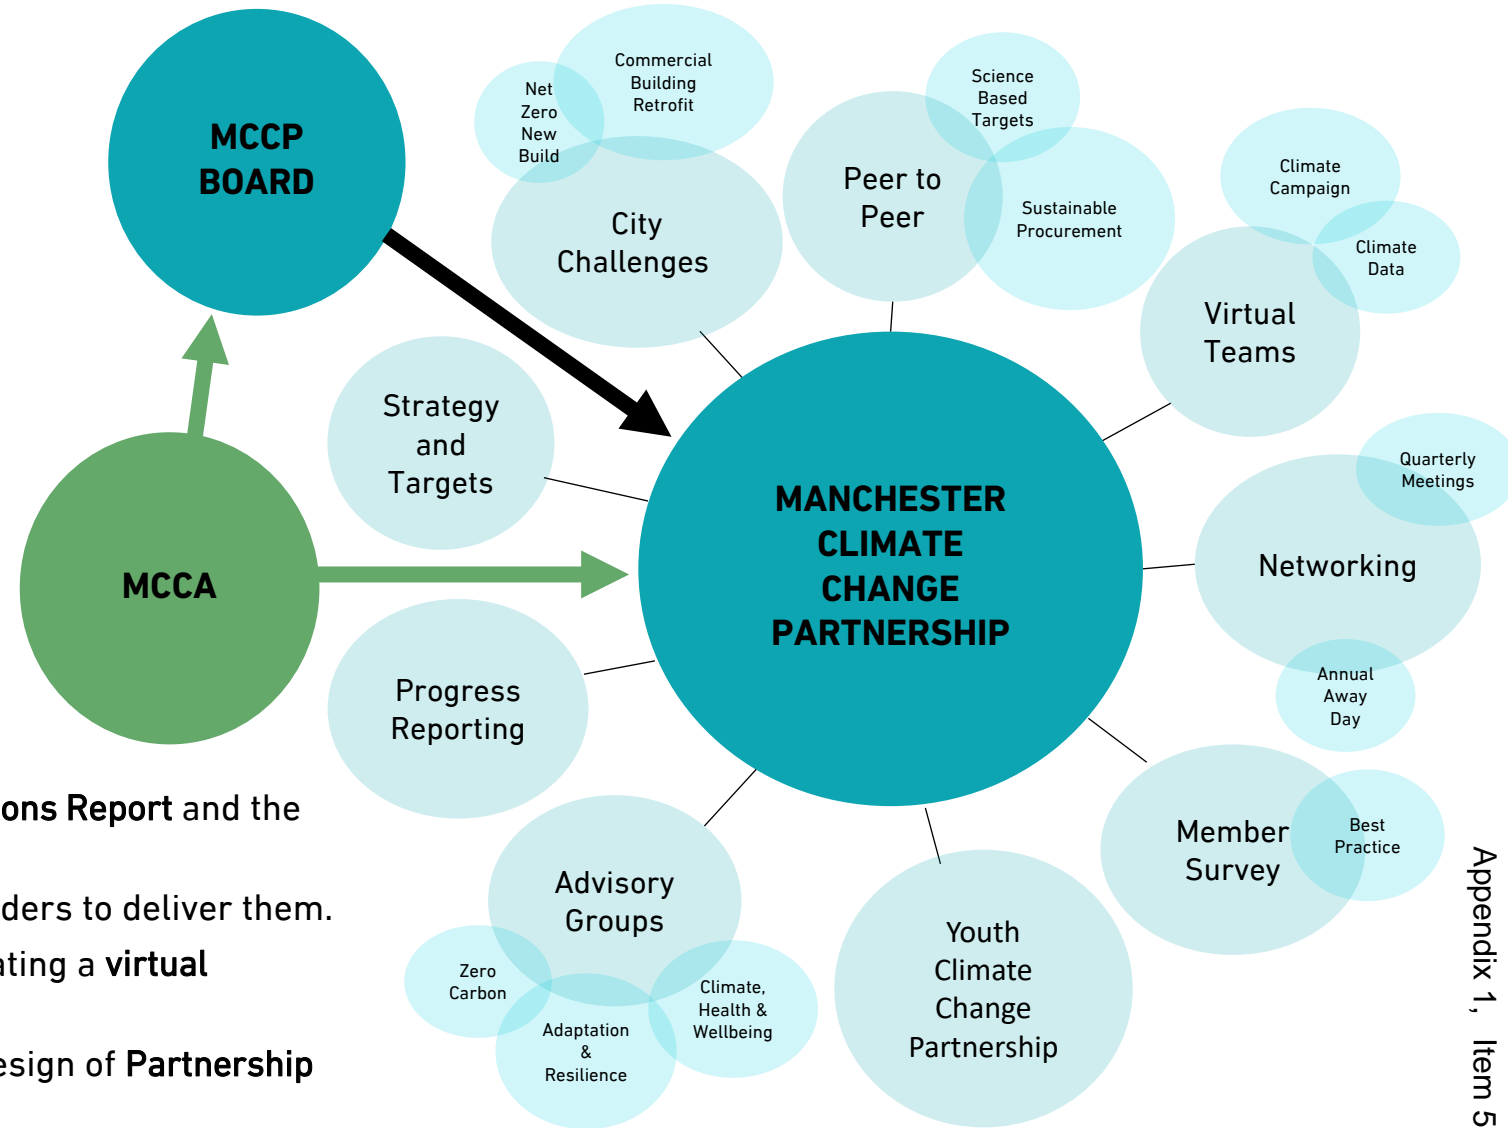 MCCP
BOARD
Net
Zero
New
Build
Commercial
Building
Retrofit
City
Challenges
Science
Based
Targets
Peer to
Peer
Sustainable
Procurement
Climate
Campaign
Climate
Data
Virtual
Teams
Strategy
and
Targets
MCCA
MANCHESTER
CLIMATE
CHANGE
PARTNERSHIP
Quarterly
Meetings
Networking
Annual
Away
Day
Progress
Reporting
Member
Survey
Best
Practice
Advisory
Groups
Zero
Carbon
Adaptation
&
Resilience
Climate,
Health &
Wellbeing
Youth
Climate
Change
Partnership
ons Report and the
ders to deliver them.
ating a virtual
esign of Partnership
Appendix 1, Item 5